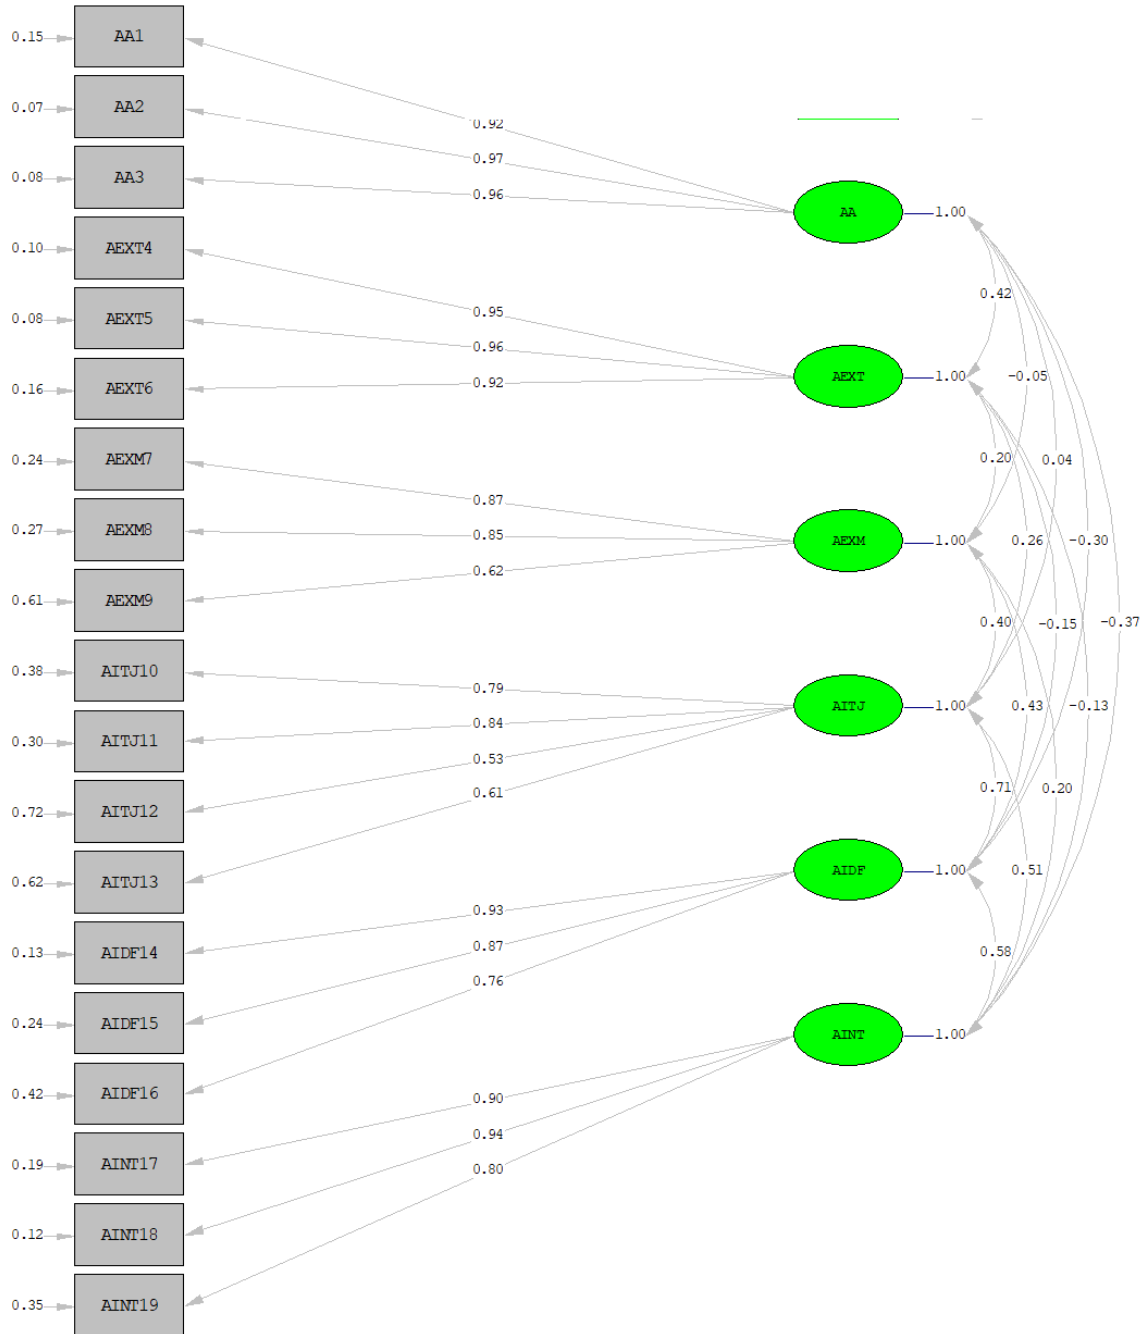 0.15 AA1
0.07 AA2
0.92
0.97
0.08 AA3
0.96
AA 1.00
0.10 AEXT4
0.42
0.95
0.08 AEXT5
0.96
AEXT 1.00 -0.05
0.16 AEXT6
0.92
0.24 AEXM7
0.20 0.04
0.87
0.27 AEXM8
0.85
AEXM 1.00 0.26 -0.30
0.62
0.61 AEXM9
0.40 -0.15 -0.37
0.38 AITJ10
0.79
AITJ 1.00 0.43 -0.13
0.84
0.30 AITJ11
0.53
0.71 0.20
0.61
0.72 AITJ12
AIDF 1.00 0.51
0.62 AITJ13
0.93
0.87
0.13 AIDF14
0.58
0.76
0.24 AIDF15
AINT 1.00
0.42 AIDF16
0.90
0.94
0.19 AINT17
0.80
0.12 AINT18
0.35 AINT19